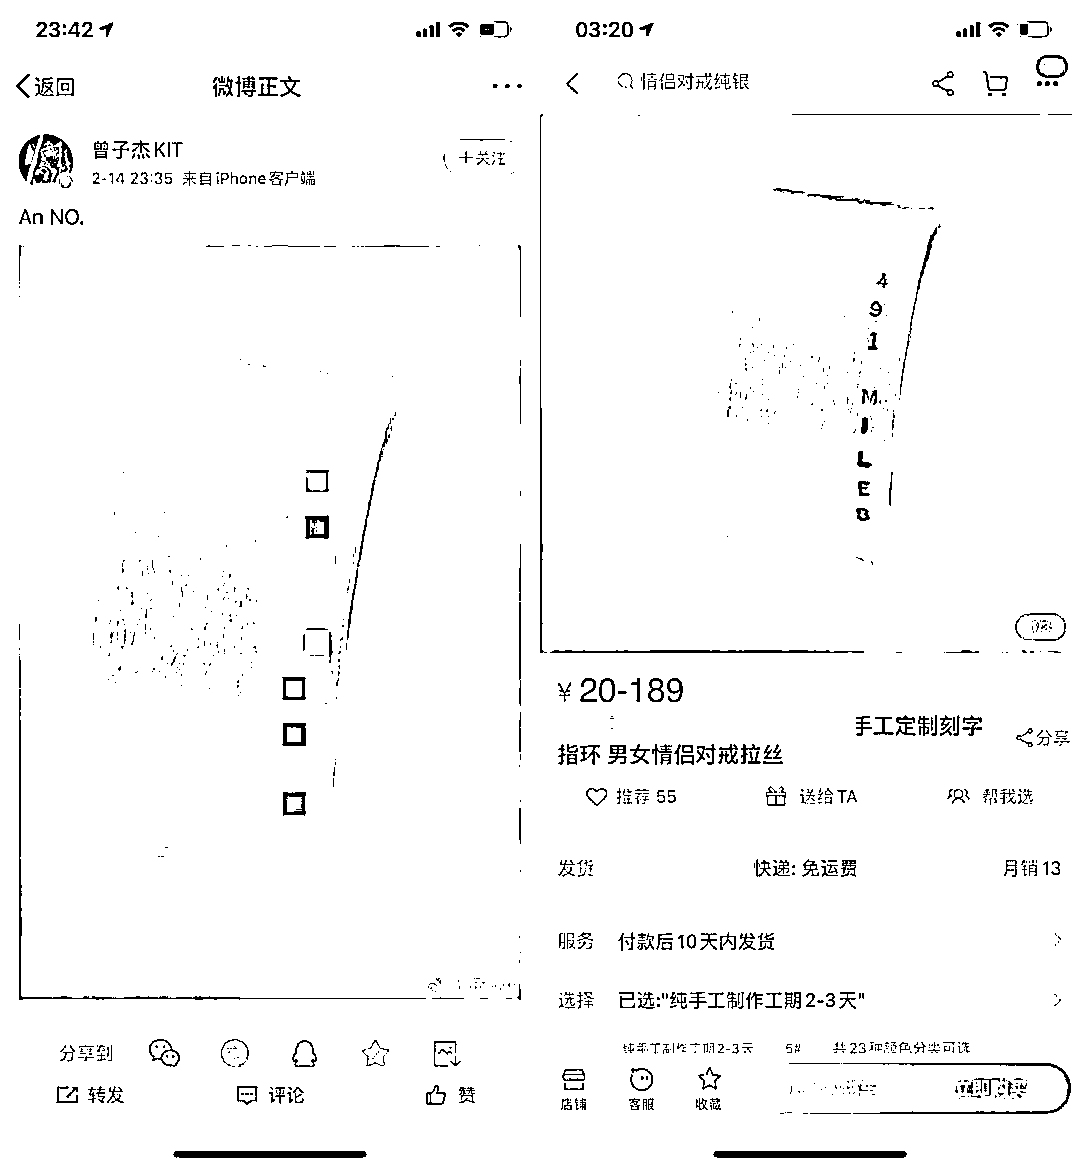 23:42
返回
微博正文
曾子杰KIT
2-14 23:35 来自iPhone客户端
+关注
An NO.
分享到
转发
评论
赞
03:20
情侣对戒纯银
4
9
1
M
I
L
E
B
¥20-189
手工定制刻字
分享
指环 男女情侣对戒拉丝
推荐 55
送给TA
帮我选
发货
快递: 免运费
月销13
服务
付款后10天内发货
选择
已选:"纯手工制作工期2-3天"
纯手工制作工期2-3天
5#
共23种颜色分类可选
店铺
客服
收藏
立即购买